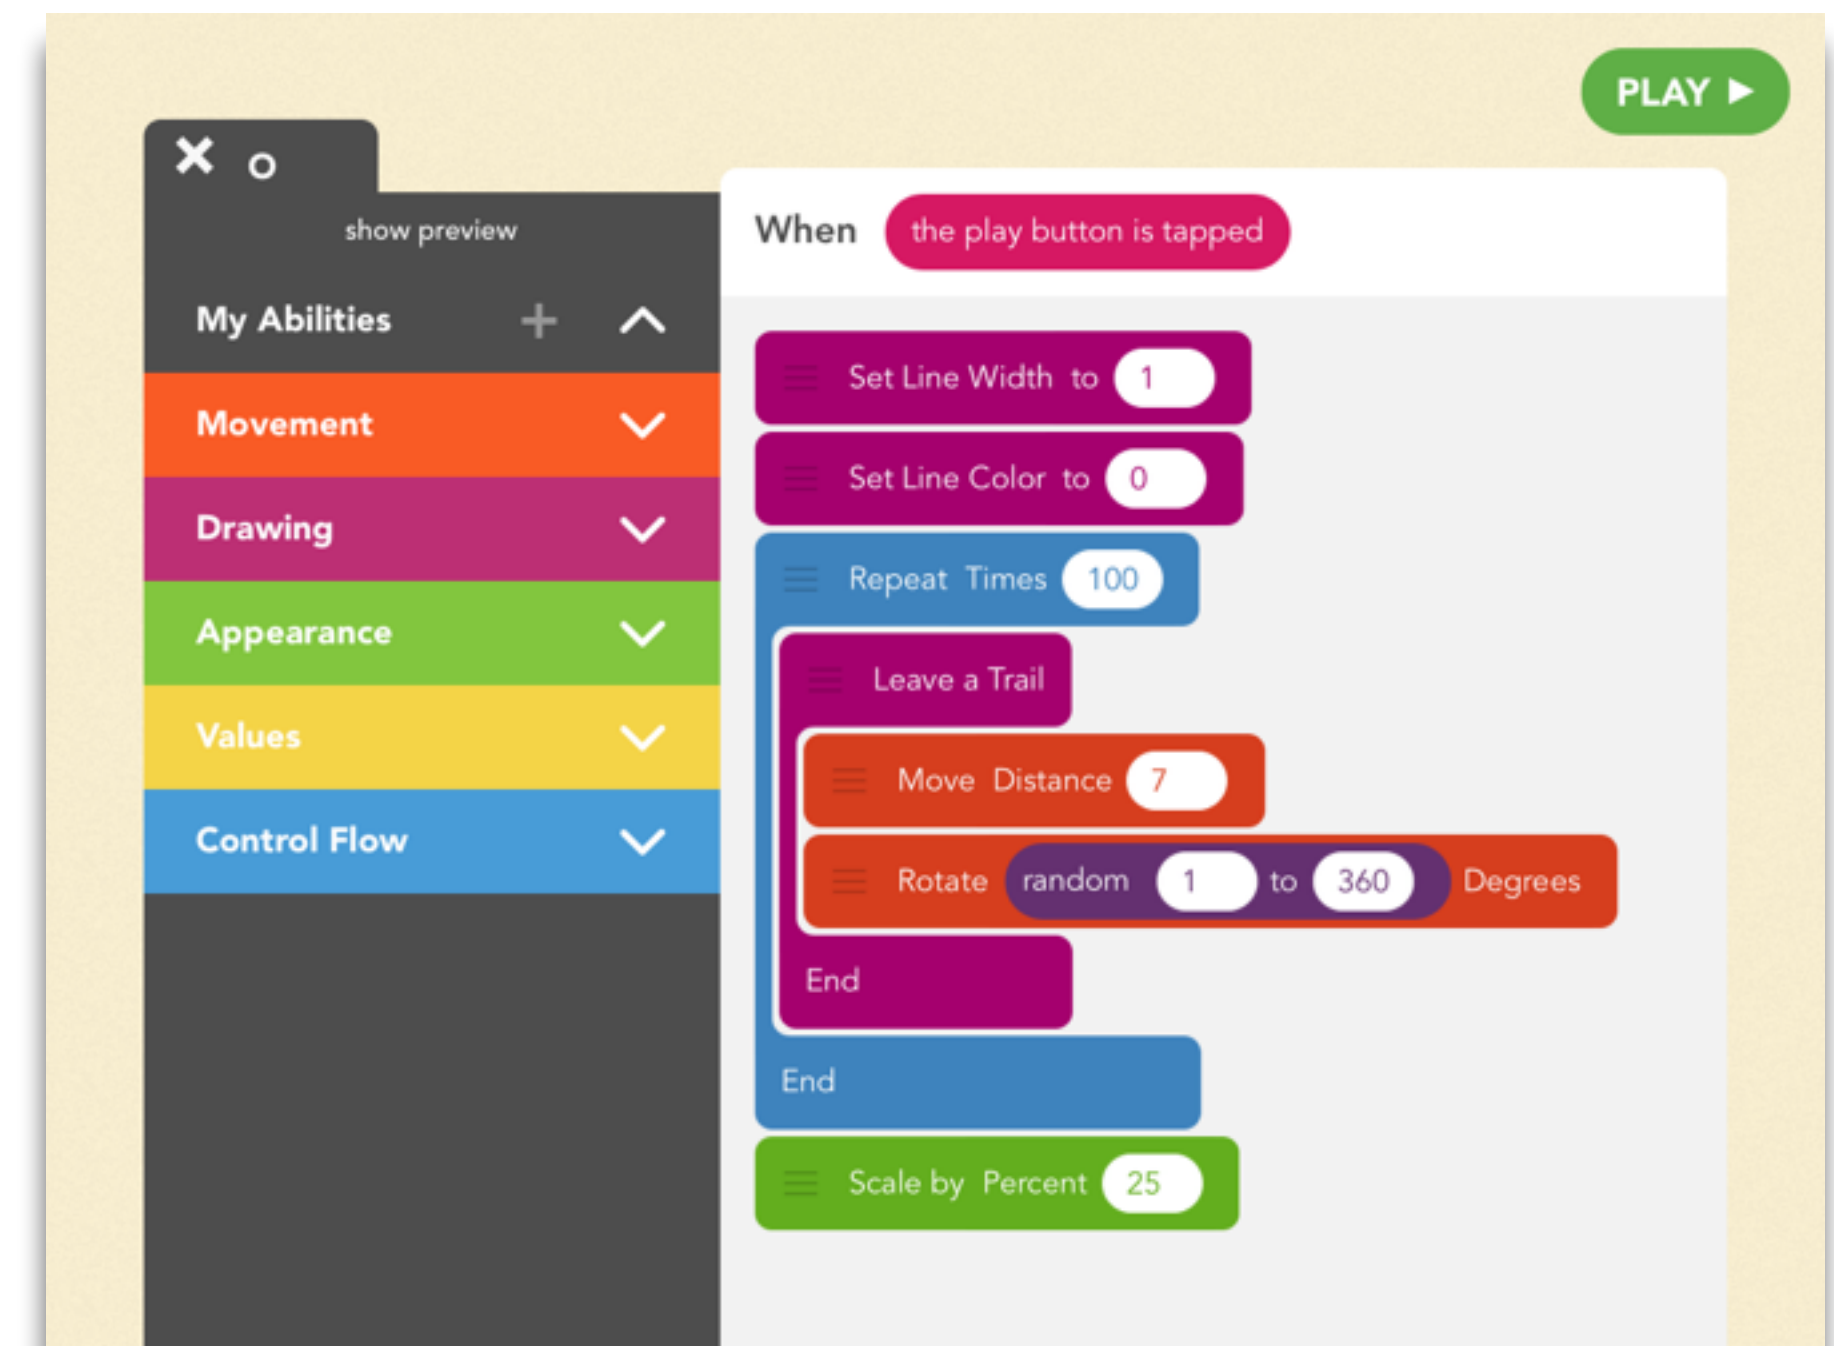 PLAY
o
show preview
When the play button is tapped
My Abilities
Movement
Drawing
Appearance
Values
Control Flow
Set Line Width to 1
Set Line Color to 0
Repeat Times 100
Leave a Trail
Move Distance 7
Rotate random 1 to 360 Degrees
End
End
Scale by Percent 25